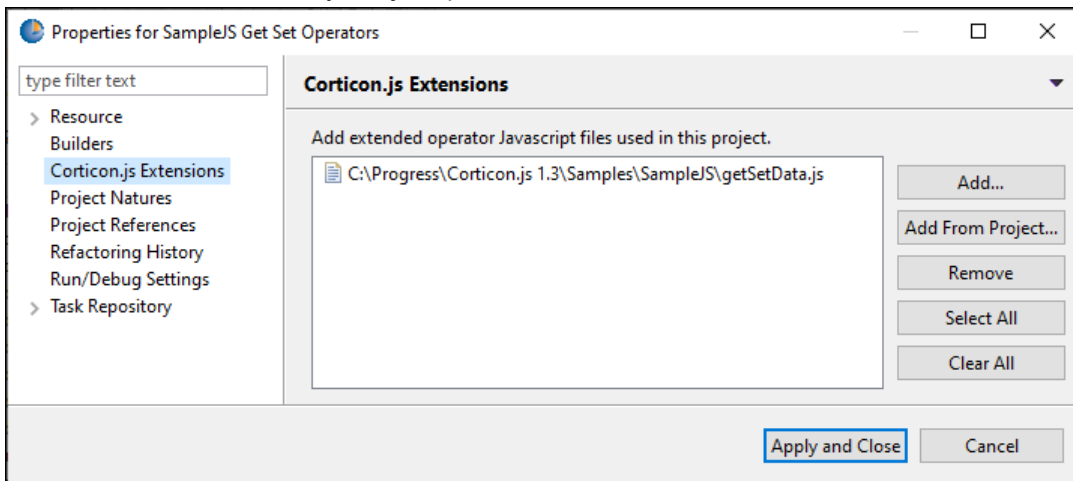 Properties for SampleJS Get Set Operators
type filter text
Corticon.js Extensions
> Resource
Builders
Corticon.js Extensions
Project Natures
Project References
Refactoring History
Run/Debug Settings
> Task Repository
Add extended operator Javascript files used in this project.
C:\Progress\Corticon.js 1.3\Samples\SampleJS\getSetData.js
Add...
Add From Project...
Remove
Select All
Clear All
Apply and Close
Cancel